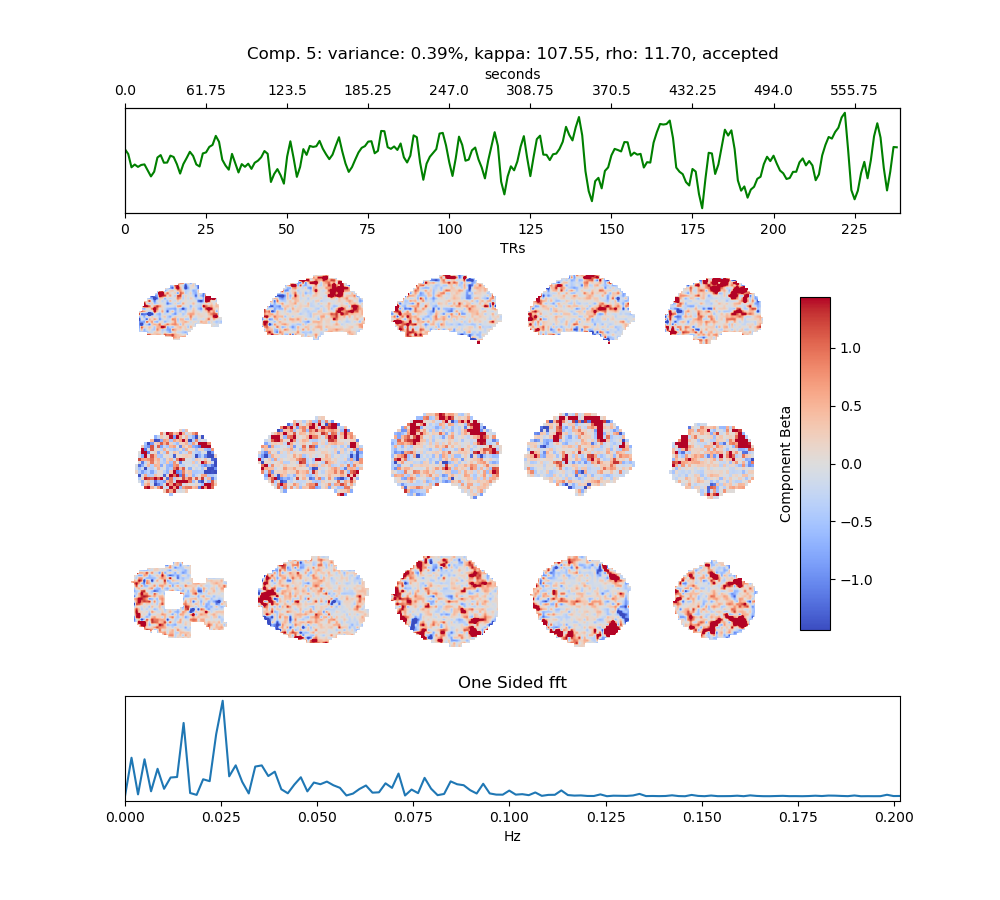 Comp. 5: variance: 0.39%, kappa: 107.55, rho: 11.70, accepted
seconds
0.0 61.75 123.5 185.25 247.0 308.75 370.5 432.25 494.0 555.75
0 25 50 75 100 125 150 175 200 225
TRs
1.0
0.5
0.0
−0.5
−1.0
Component Beta
One Sided fft
0.000 0.025 0.050 0.075 0.100 0.125 0.150 0.175 0.200
Hz